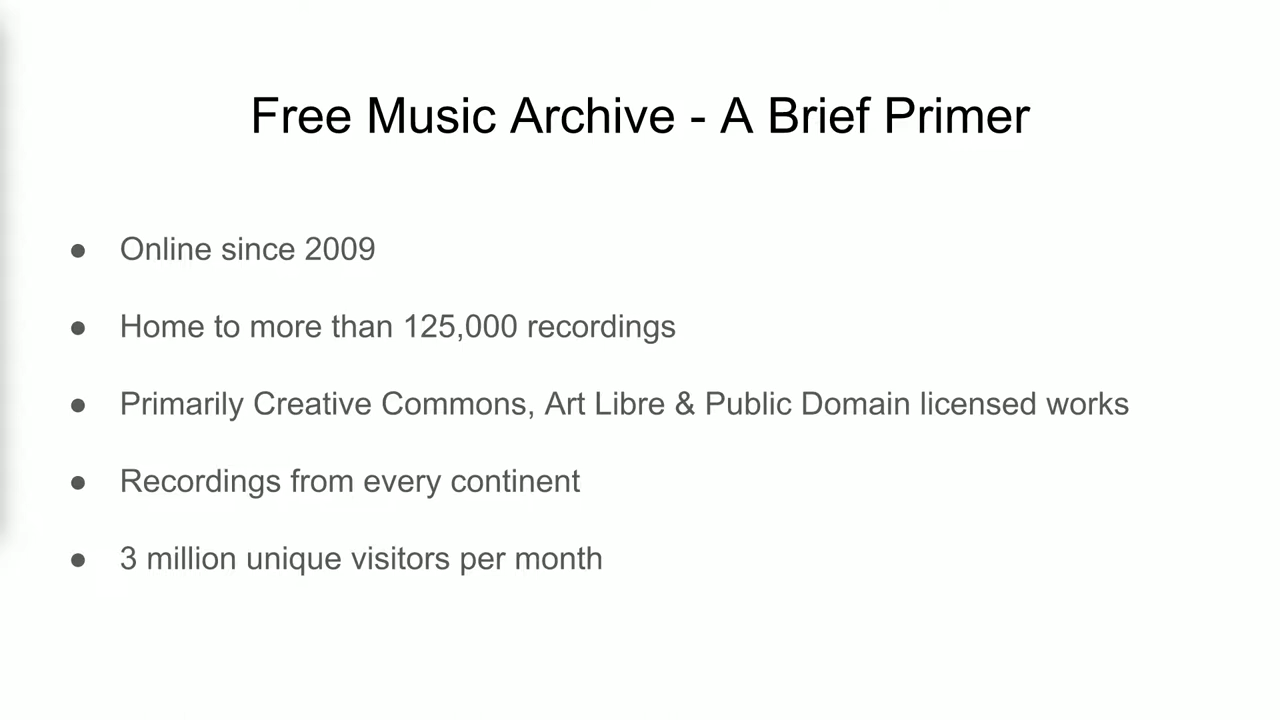 Free Music Archive - A Brief Primer
● Online since 2009
● Home to more than 125,000 recordings
● Primarily Creative Commons, Art Libre & Public Domain licensed works
● Recordings from every continent
● 3 million unique visitors per month